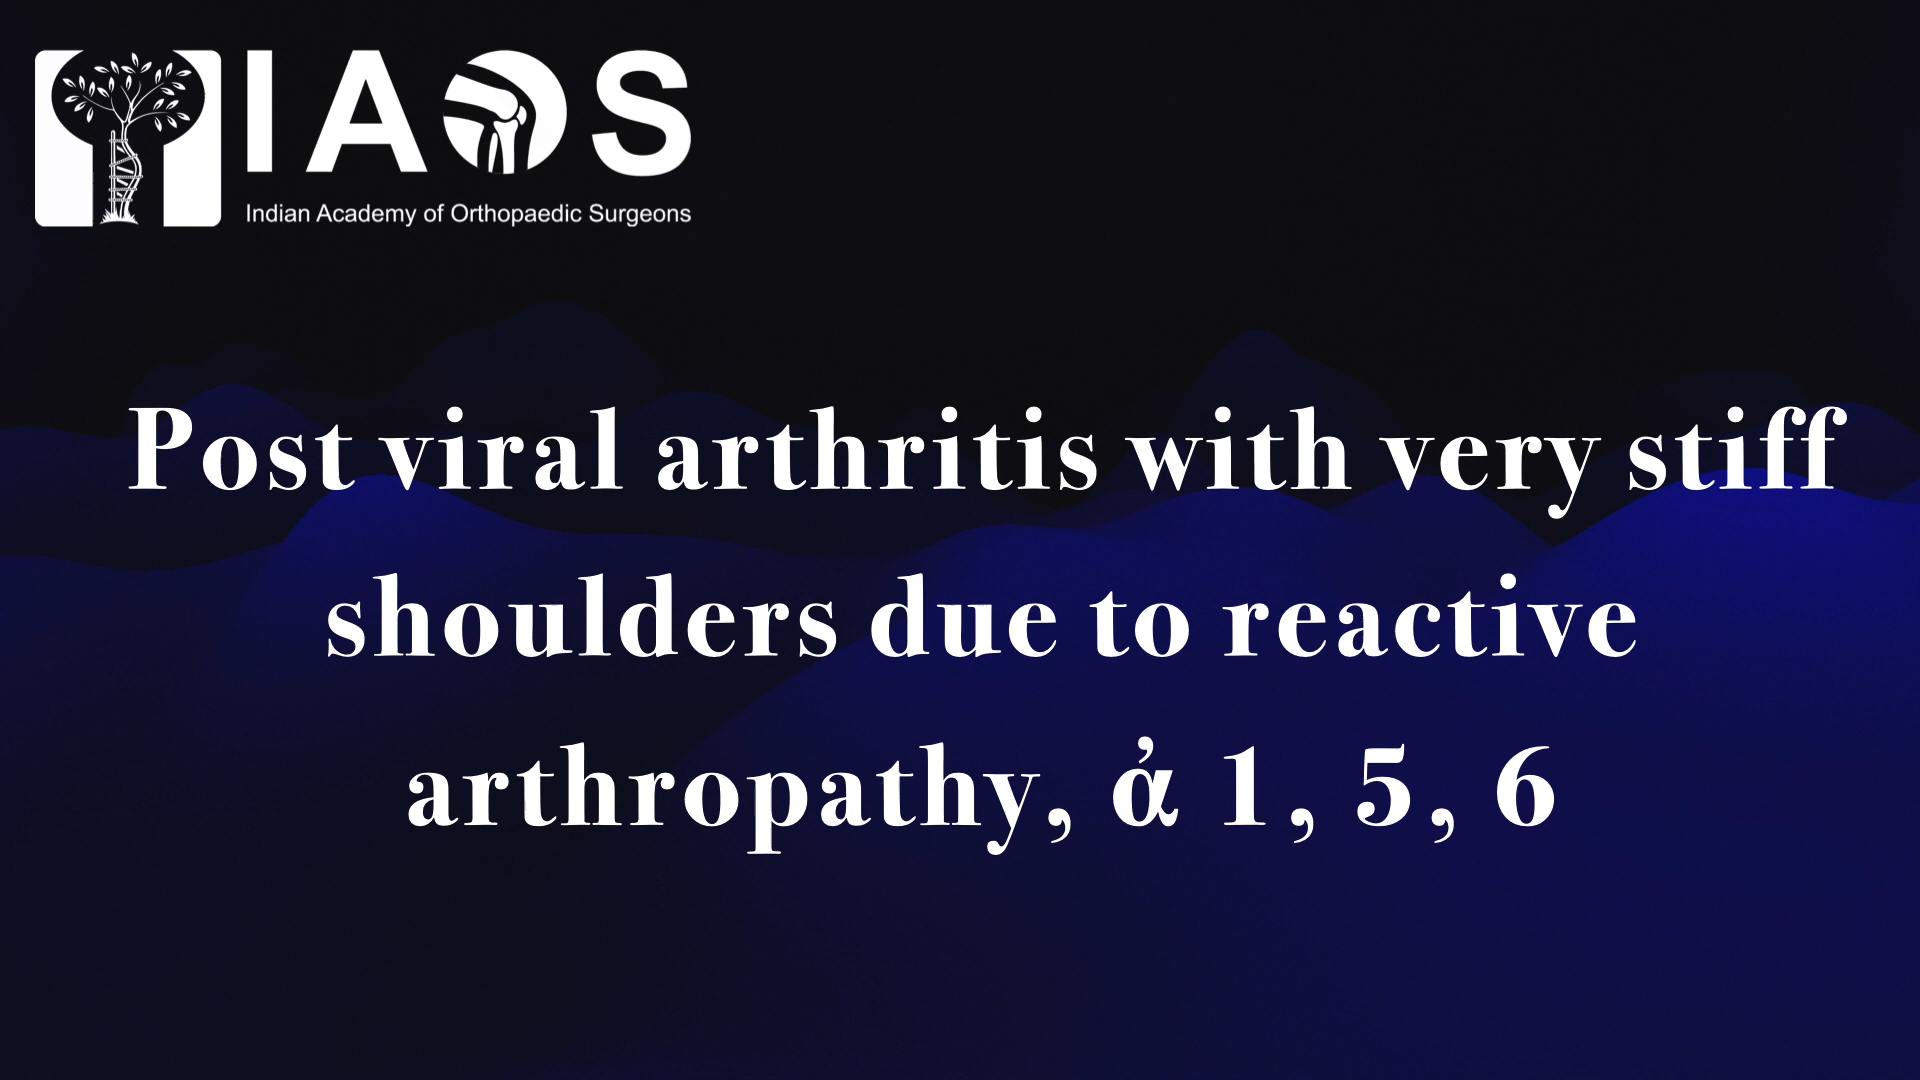 IAOS
Indian Academy of Orthopaedic Surgeons
Post viral arthritis with very stiff
shoulders due to reactive
arthropathy, ἀ 1, 5, 6